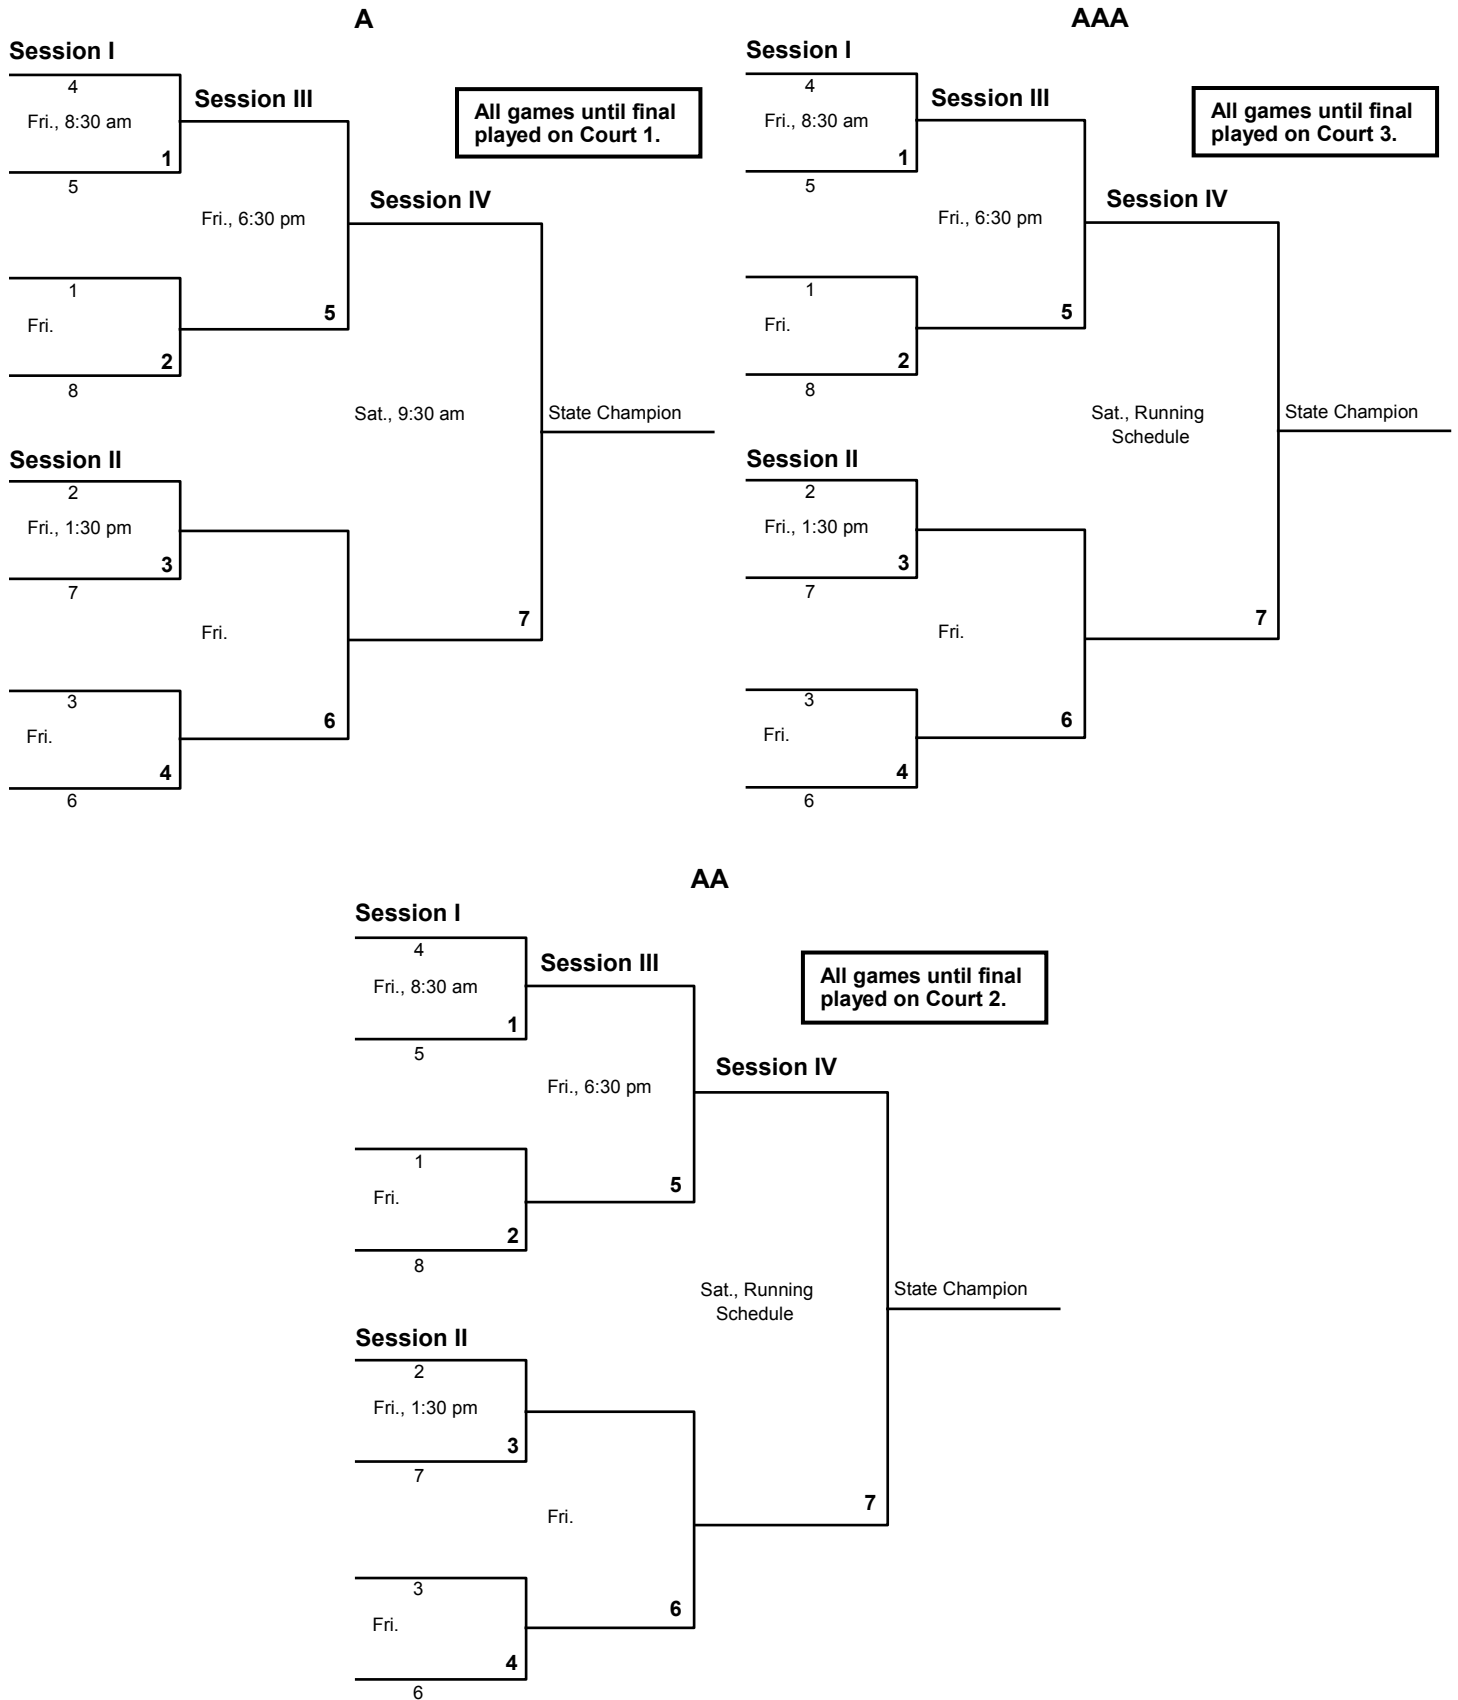 A
Session I
4
Fri., 8:30 am
1
5
Session III
All games until final
played on Court 1.
Fri., 6:30 pm
Session IV
1
Fri.
2
8
5
Sat., 9:30 am
State Champion
Session II
2
Fri., 1:30 pm
3
7
Fri.
7
3
Fri.
4
6
6
AAA
Session I
4
Fri., 8:30 am
1
5
Session III
All games until final
played on Court 3.
Fri., 6:30 pm
Session IV
1
Fri.
2
8
5
Sat., Running
Schedule
State Champion
Session II
2
Fri., 1:30 pm
3
7
Fri.
7
3
Fri.
4
6
6
AA
Session I
4
Fri., 8:30 am
1
5
Session III
All games until final
played on Court 2.
Fri., 6:30 pm
Session IV
1
Fri.
2
8
5
Sat., Running
Schedule
State Champion
Session II
2
Fri., 1:30 pm
3
7
Fri.
7
3
Fri.
4
6
6